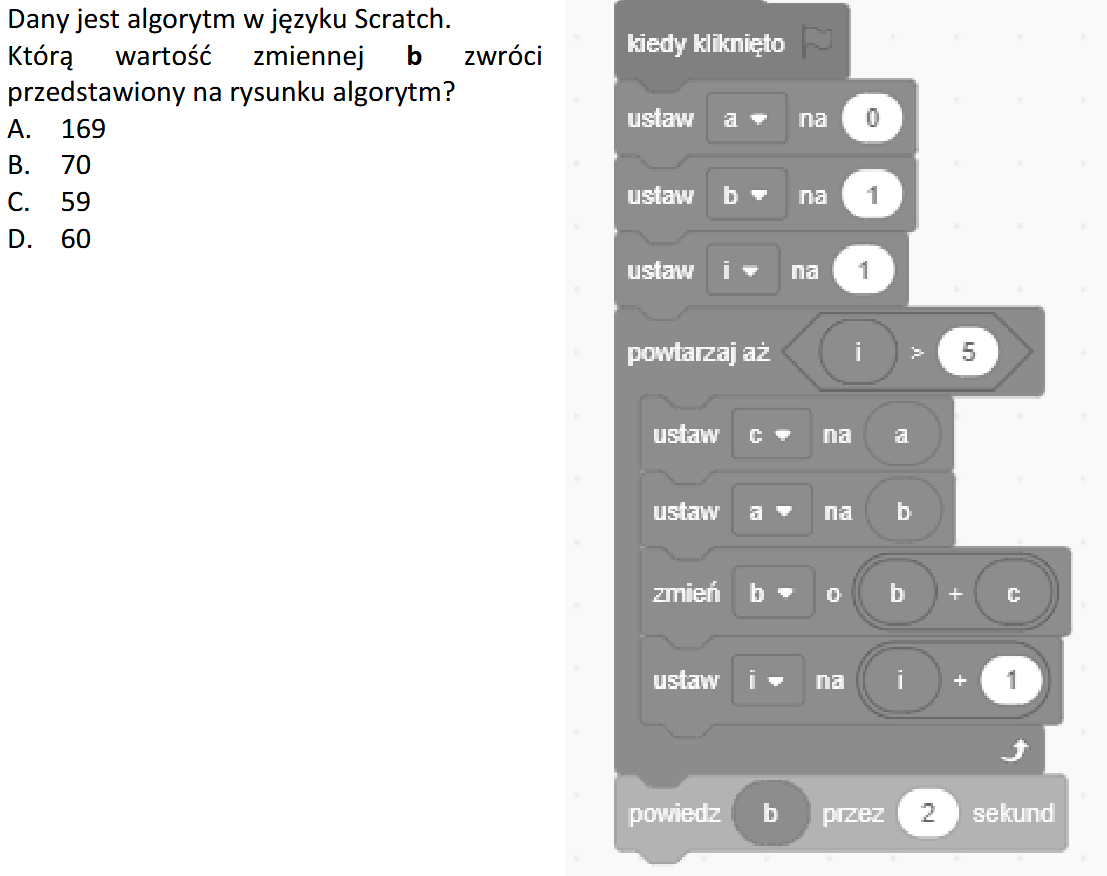 Dany jest algorytm w języku Scratch.
Którą wartość zmiennej b zwróci
przedstawiony na rysunku algorytm?
A. 169
B. 70
C. 59
D. 60
kiedy kliknięto
ustaw a na 0
ustaw b na 1
ustaw i na 1
powtarzaj aż i > 5
ustaw c na a
ustaw a na b
zmień b o b + c
ustaw i na i + 1
powiedz b przez 2 sekund